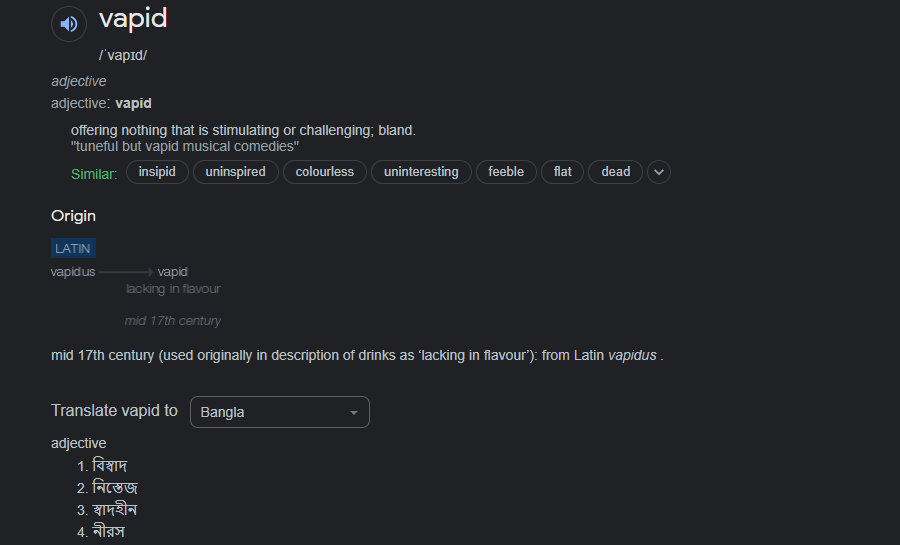 vapid
/ˈvapɪd/
adjective
adjective: vapid
offering nothing that is stimulating or challenging; bland.
"tuneful but vapid musical comedies"
Similar: insipid uninspired colourless uninteresting feeble flat dead
Origin
LATIN
vapidus vapid
lacking in flavour
mid 17th century
mid 17th century (used originally in description of drinks as ‘lacking in flavour’): from Latin vapidus .
Translate vapid to Bangla
adjective
1. বিস্বাদ
2. নিস্তেজ
3. স্বাদহীন
4. নীরস